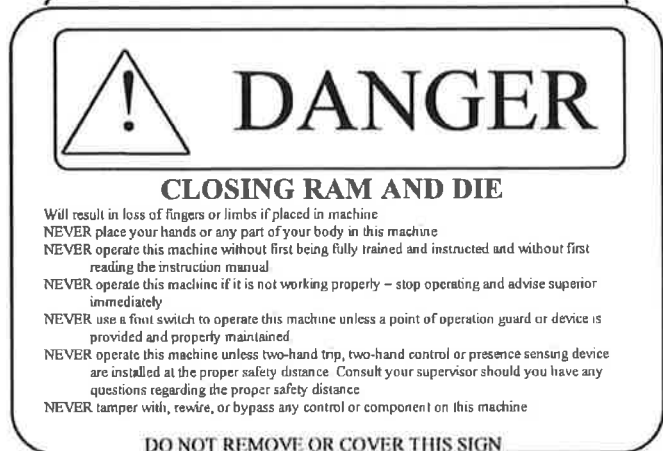 !
DANGER
CLOSING RAM AND DIE
Will result in loss of fingers or limbs if placed in machine
NEVER place your hands or any part of your body in this machine
NEVER operate this machine without first being fully trained and instructed and without first
reading the instruction manual
NEVER operate this machine if it is not working properly – stop operating and advise superior
immediately
NEVER use a foot switch to operate this machine unless a point of operation guard or device is
provided and properly maintained
NEVER operate this machine unless two-hand trip, two-hand control or presence sensing device
are installed at the proper safety distance. Consult your supervisor should you have any
questions regarding the proper safety distance
NEVER tamper with, rewire, or bypass any control or component on this machine
DO NOT REMOVE OR COVER THIS SIGN